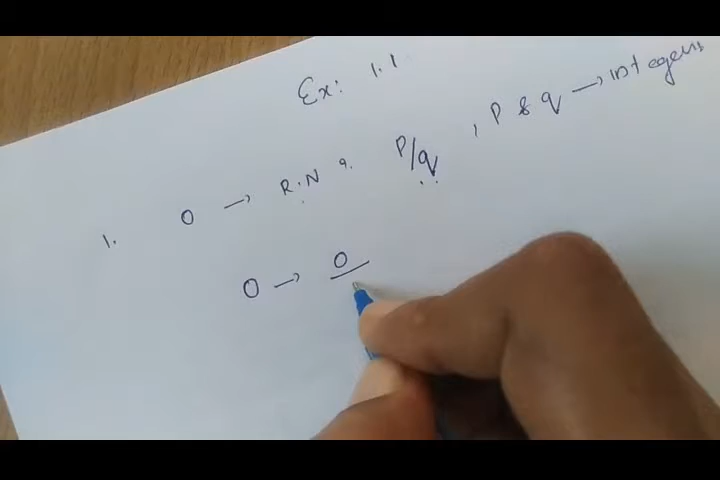 Ex: 1.1
1. 0 → R.N ?. P/q , P & q → integers
0 → 0